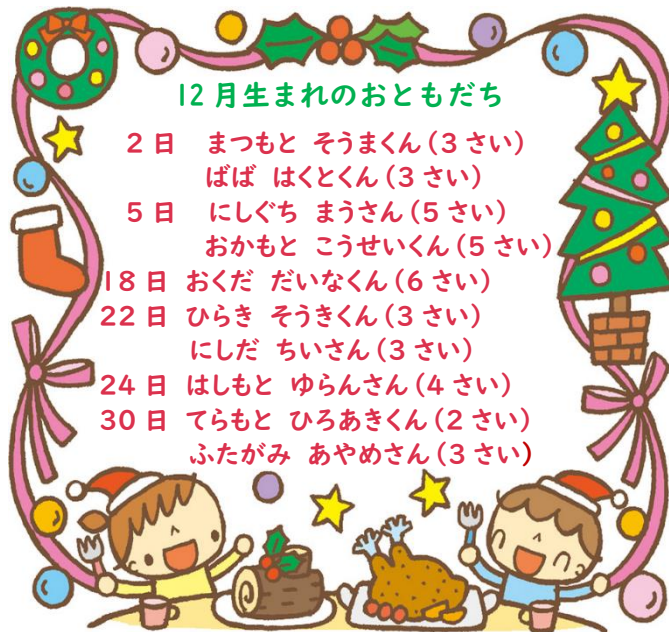 12月生まれのおともだち
2日 まつもと そうまくん(3さい)
ばば はくとくん(3さい)
5日 にしぐち まうさん(5さい)
おかもと こうせいくん(5さい)
18日 おくだ だいなくん(6さい)
22日 ひらき そうきくん(3さい)
にしだ ちいさん(3さい)
24日 はしもと ゆらんさん(4さい)
30日 てらもと ひろあきくん(2さい)
ふたがみ あやめさん(3さい)